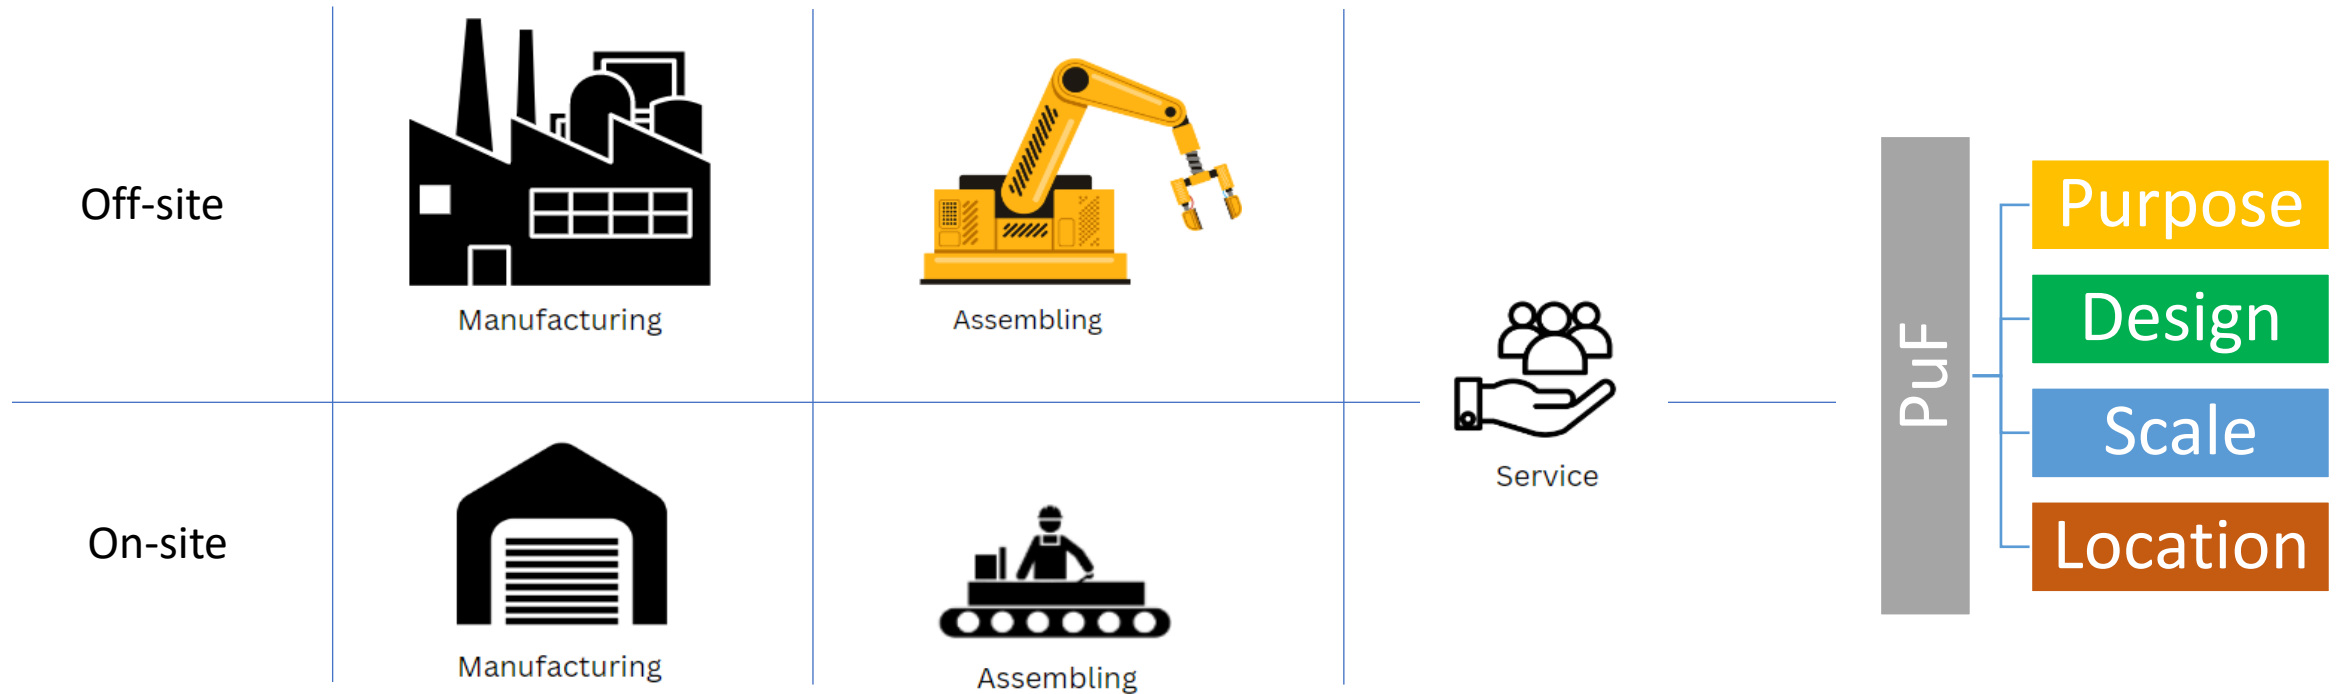 Off-site
Manufacturing
Assembling
Service
On-site
Manufacturing
Assembling
PuF
Purpose
Design
Scale
Location